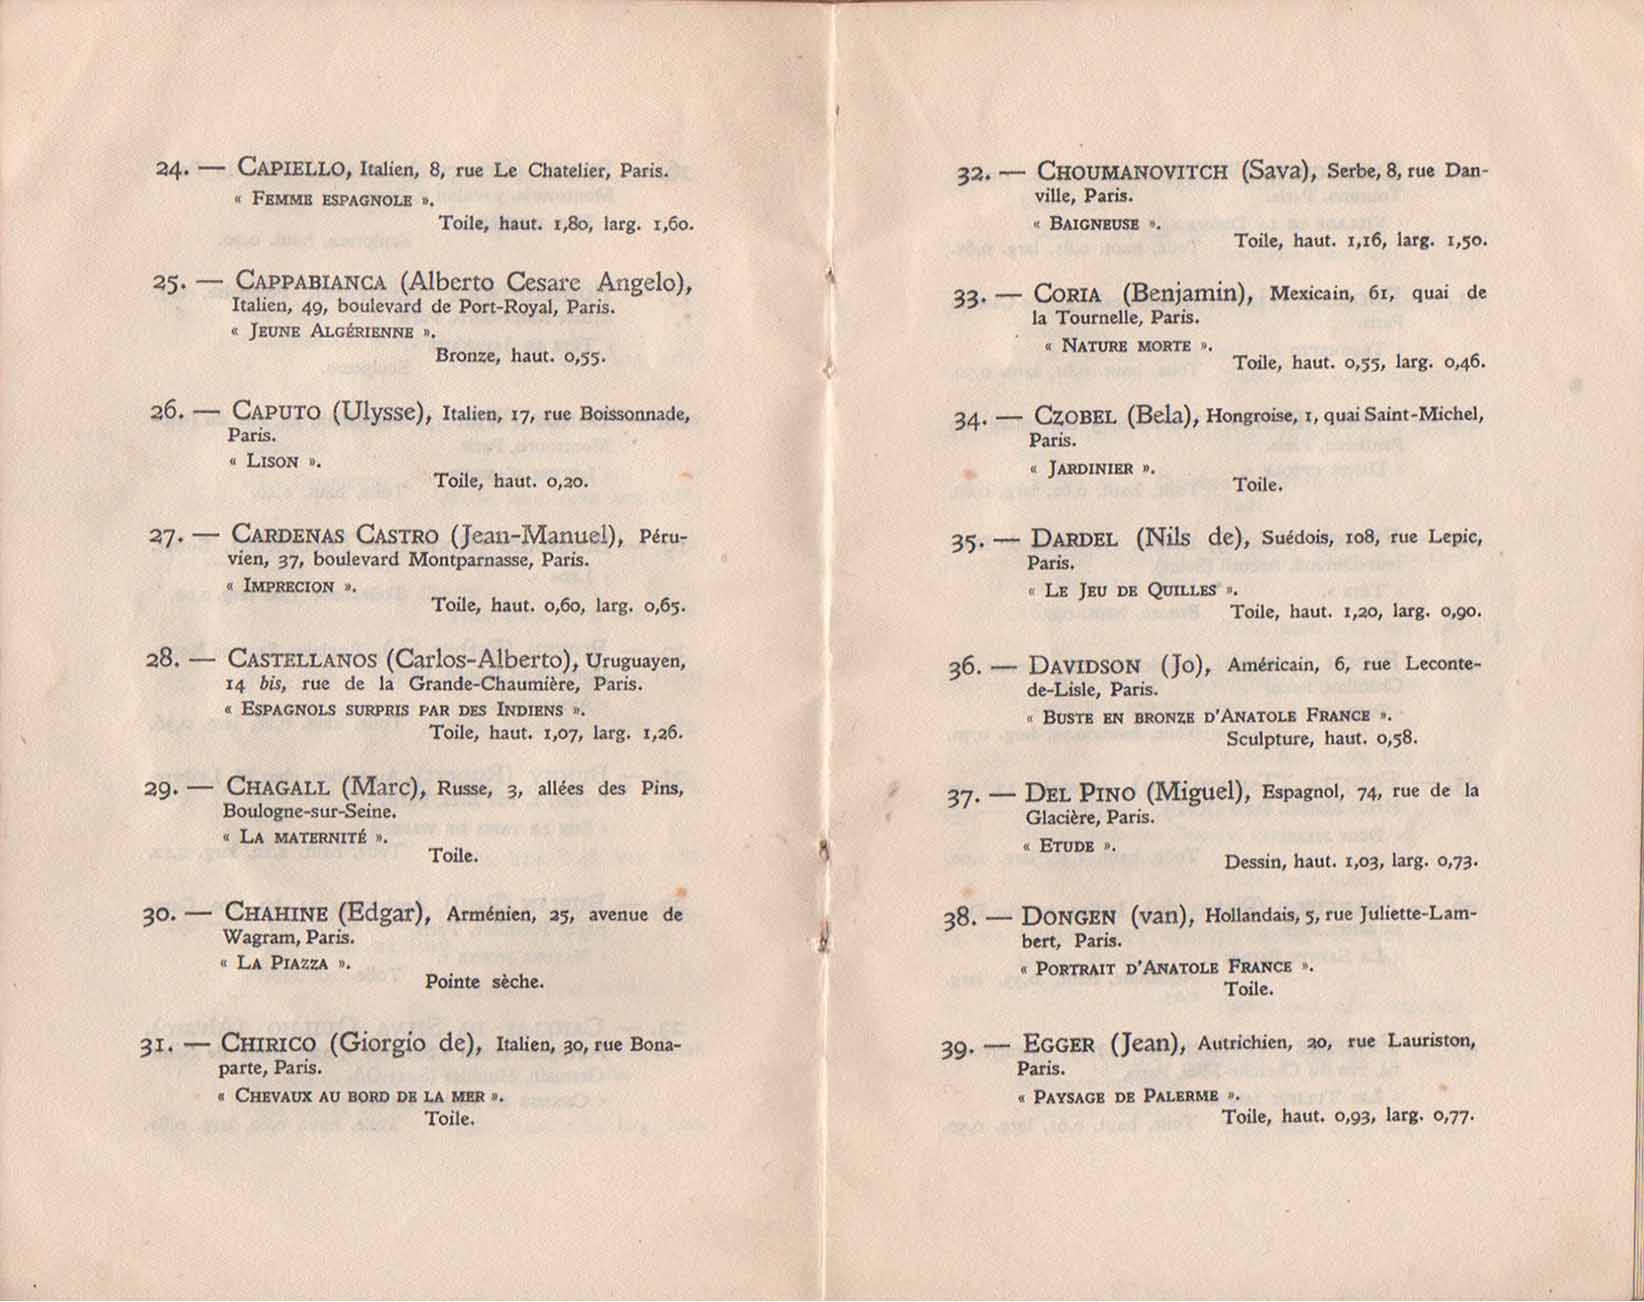 24. — CAPIELLO, Italien, 8, rue Le Chatelier, Paris.
« FEMME ESPAGNOLE ».
Toile, haut. 1,80, larg. 1,60.
25. — CAPPABIANCA (Alberto Cesare Angelo),
Italien, 49, boulevard de Port-Royal, Paris.
« JEUNE ALGÉRIENNE ».
Bronze, haut. 0,55.
26. — CAPUTO (Ulysse), Italien, 17, rue Boissonnade,
Paris.
« LISON ».
Toile, haut. 0,20.
27. — CARDENAS CASTRO (Jean-Manuel), Péru-
vien, 37, boulevard Montparnasse, Paris.
« IMPRECION ».
Toile, haut. 0,60, larg. 0,65.
28. — CASTELLANOS (Carlos-Alberto), Uruguayen,
14 bis, rue de la Grande-Chaumière, Paris.
« ESPAGNOLS SURPRIS PAR DES INDIENS ».
Toile, haut. 1,07, larg. 1,26.
29. — CHAGALL (Marc), Russe, 3, allées des Pins,
Boulogne-sur-Seine.
« LA MATERNITÉ ».
Toile.
30. — CHAHINE (Edgar), Arménien, 25, avenue de
Wagram, Paris.
« LA PIAZZA ».
Pointe sèche.
31. — CHIRICO (Giorgio de), Italien, 30, rue Bona-
parte, Paris.
« CHEVAUX AU BORD DE LA MER ».
Toile.
32. — CHOUMANOVITCH (Sava), Serbe, 8, rue Dan-
ville, Paris.
« BAIGNEUSE ».
Toile, haut. 1,16, larg. 1,50.
33. — CORIA (Benjamin), Mexicain, 61, quai de
la Tournelle, Paris.
« NATURE MORTE ».
Toile, haut. 0,55, larg. 0,46.
34. — CZOBEL (Bela), Hongroise, 1, quai Saint-Michel,
Paris.
« JARDINIER ».
Toile.
35. — DARDEL (Nils de), Suédois, 108, rue Lepic,
Paris.
« LE JEU DE QUILLES ».
Toile, haut. 1,20, larg. 0,90.
36. — DAVIDSON (Jo), Américain, 6, rue Leconte-
de-Lisle, Paris.
« BUSTE EN BRONZE D'ANATOLE FRANCE ».
Sculpture, haut. 0,58.
37. — DEL PINO (Miguel), Espagnol, 74, rue de la
Glacière, Paris.
« ETUDE ».
Dessin, haut. 1,03, larg. 0,73.
38. — DONGEN (van), Hollandais, 5, rue Juliette-Lam-
bert, Paris.
« PORTRAIT D'ANATOLE FRANCE ».
Toile.
39. — EGGER (Jean), Autrichien, 20, rue Lauriston,
Paris.
« PAYSAGE DE PALERME ».
Toile, haut. 0,93, larg. 0,77.